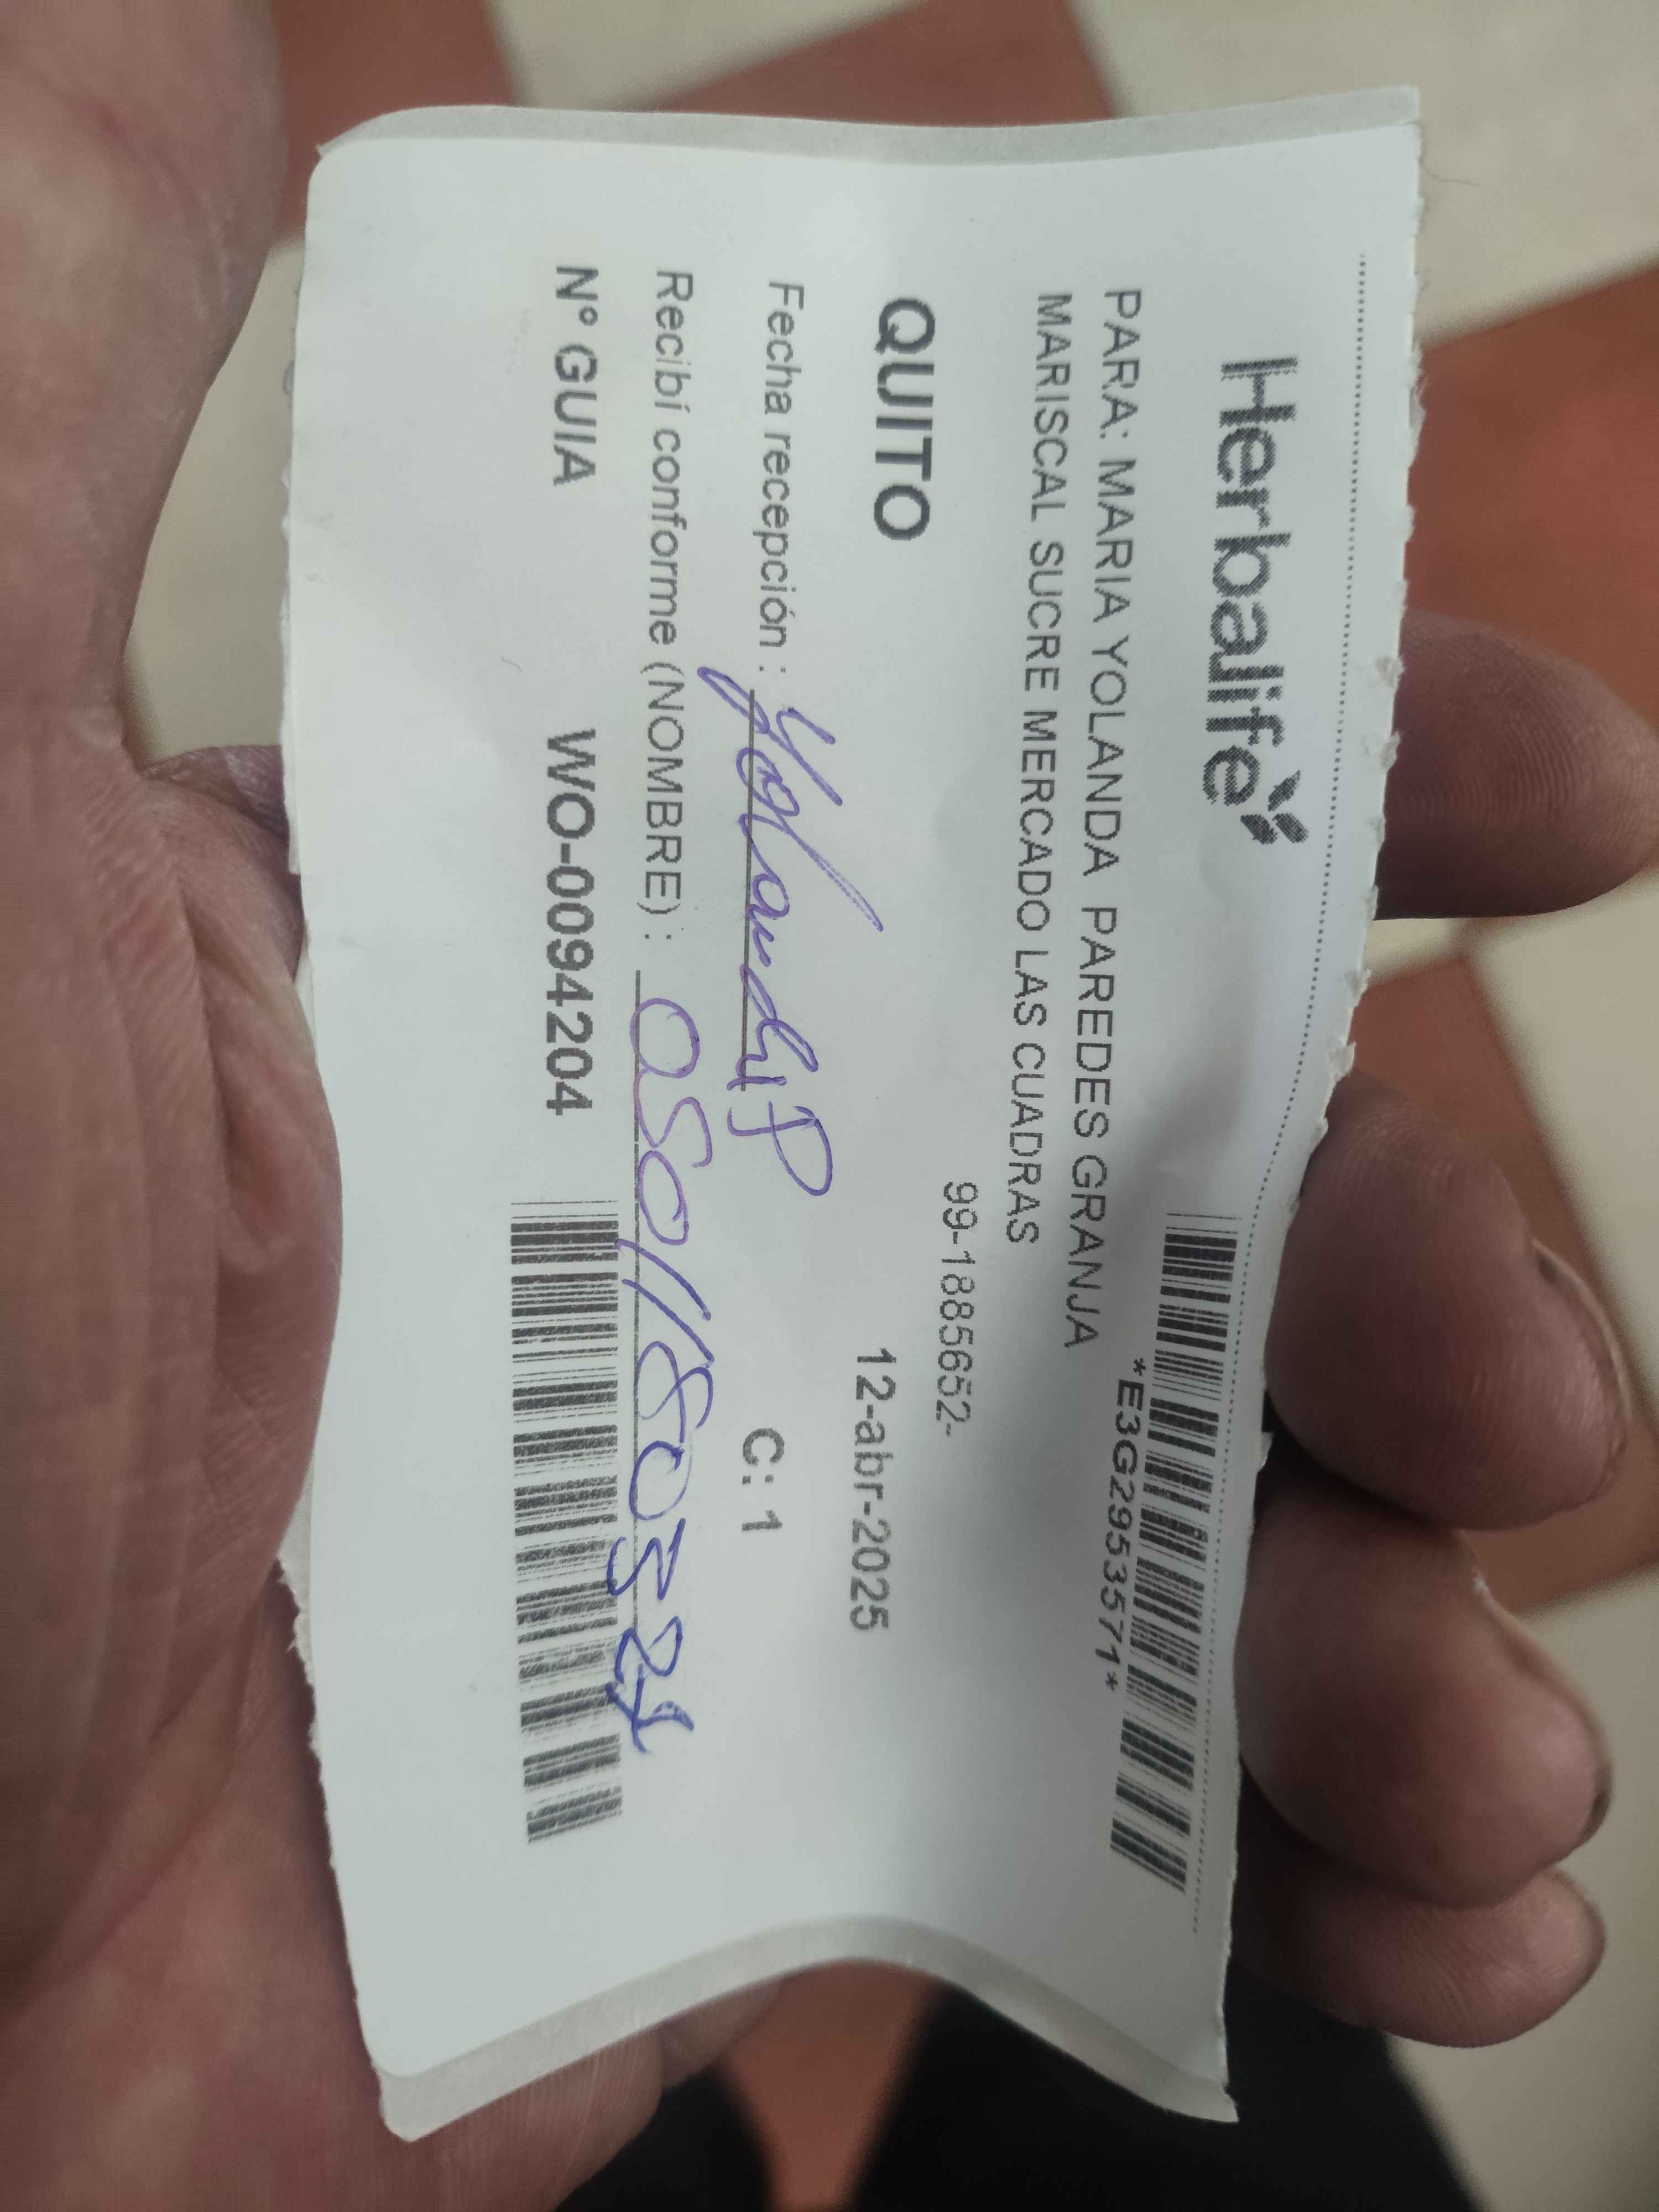 Herbalife
*E3G2953571*
PARA: MARIA YOLANDA PAREDES GRANJA
MARISCAL SUCRE MERCADO LAS CUADRAS
99-1885652-
QUITO 12-abr-2025
Fecha recepción : Yolanda P C: 1
Recibí conforme (NOMBRE) :
Nº GUIA WO-0094204